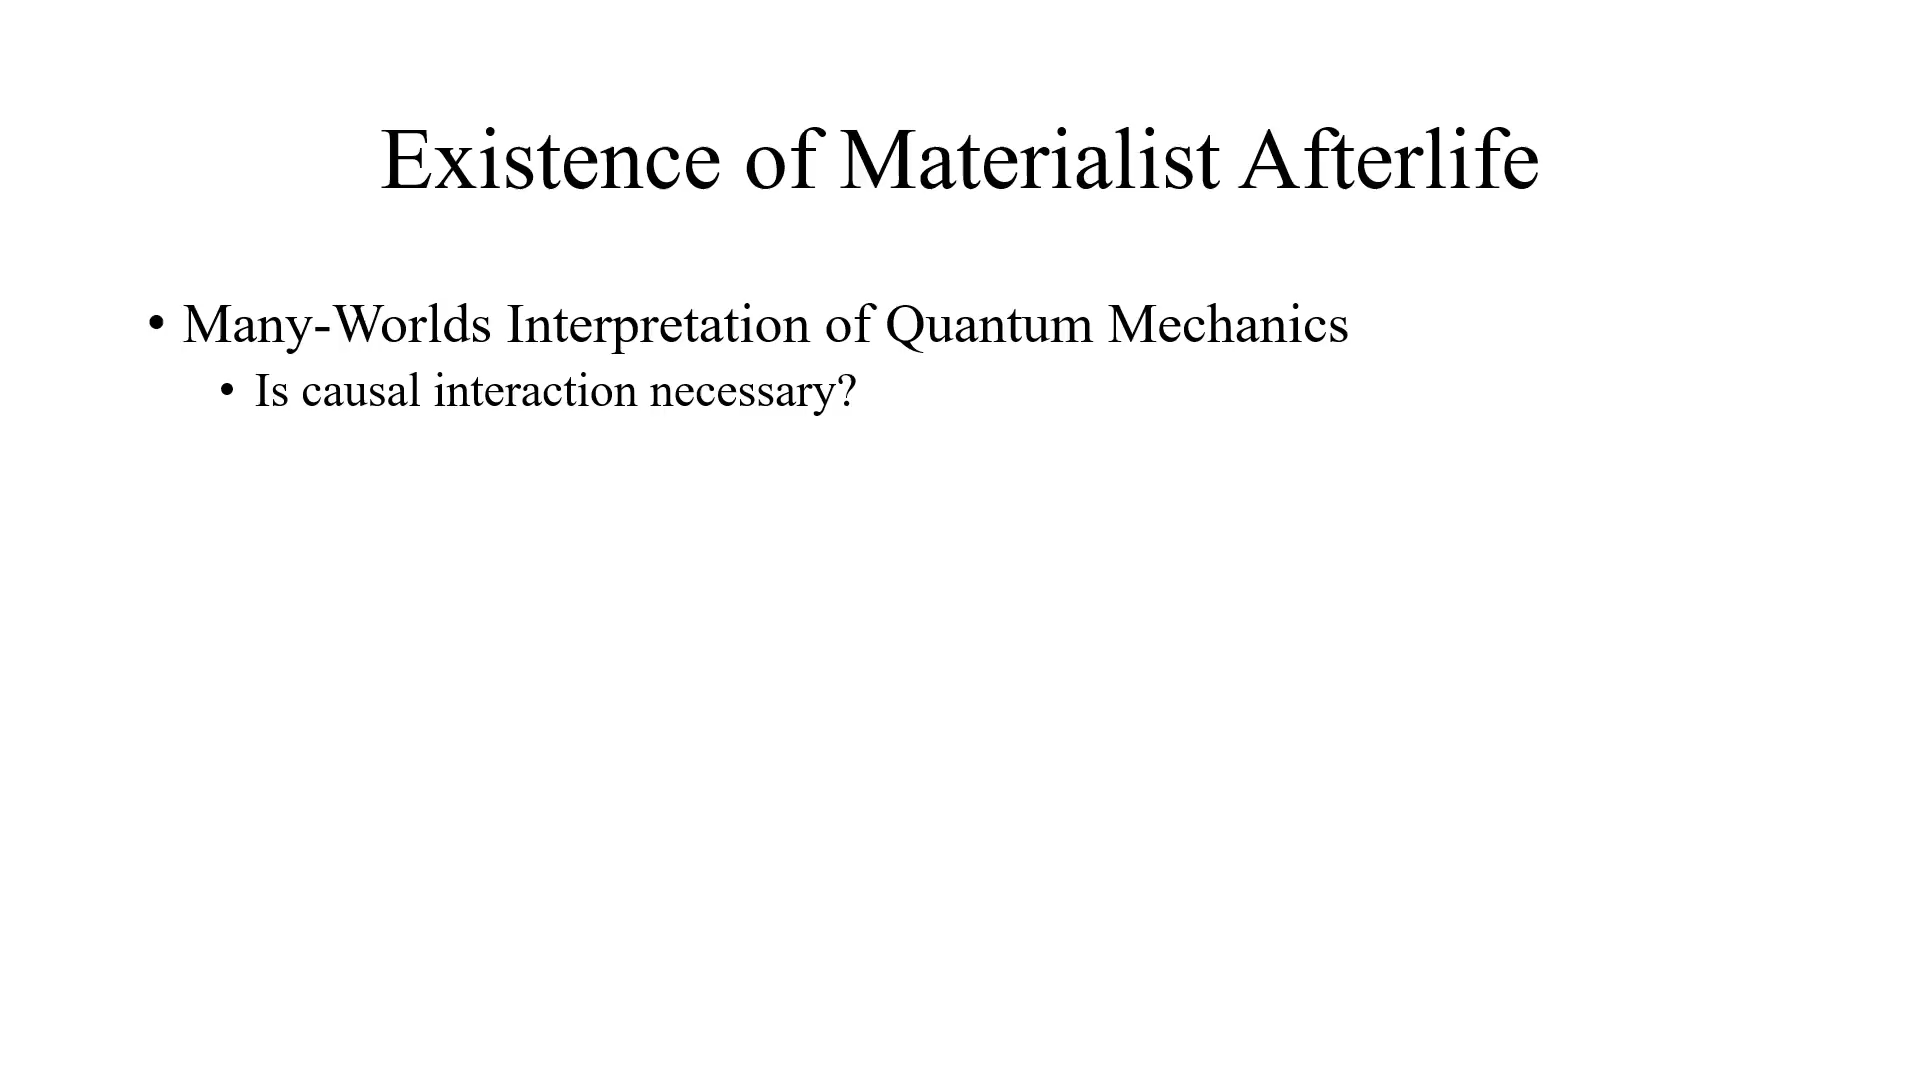 Existence of Materialist Afterlife
• Many-Worlds Interpretation of Quantum Mechanics
• Is causal interaction necessary?